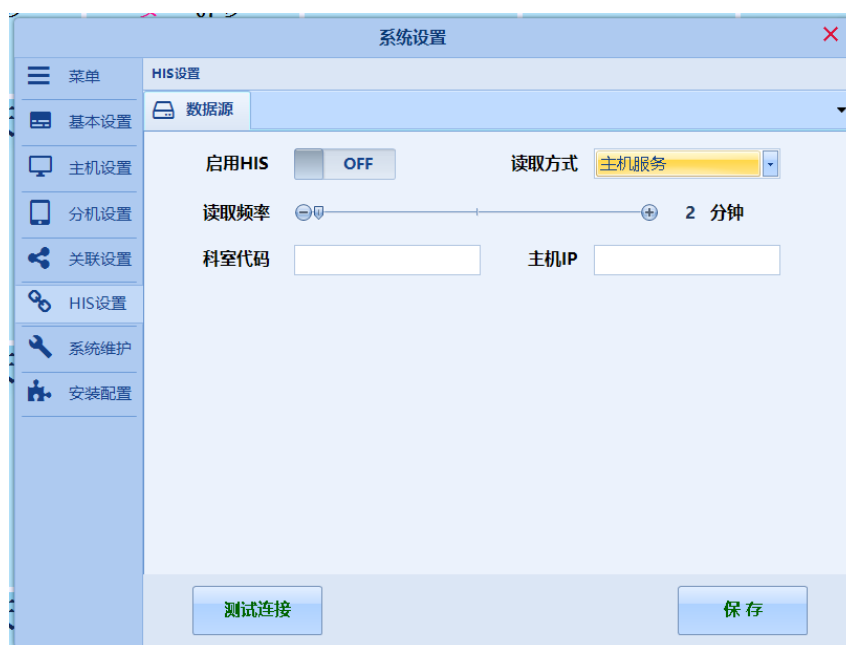 系统设置
菜单
基本设置
主机设置
分机设置
关联设置
HIS设置
系统维护
安装配置
HIS设置
数据源
启用HIS OFF 读取方式 主机服务
读取频率 2 分钟
科室代码 主机IP
测试连接 保存